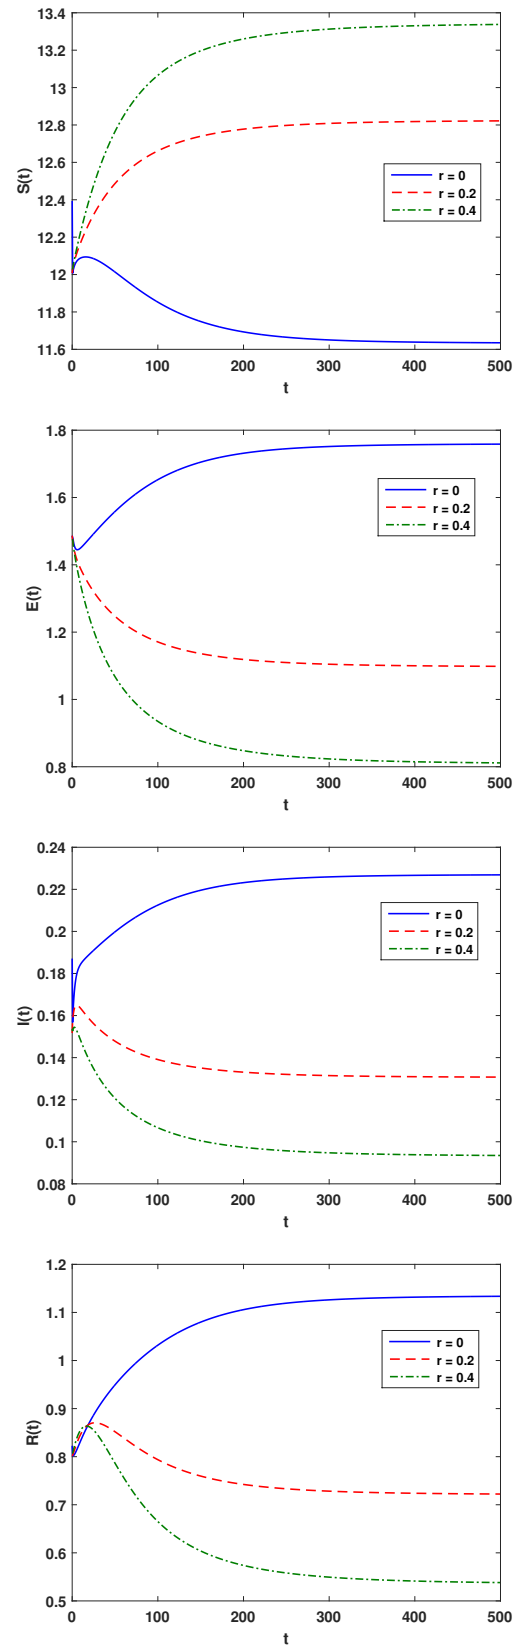 13.4
13.2
13
12.8
12.6
12.4
12.2
12
11.8
11.6
S(t)
r = 0
r = 0.2
r = 0.4
0 100 200 300 400 500
t
1.8
1.6
1.4
1.2
1
0.8
E(t)
r = 0
r = 0.2
r = 0.4
0 100 200 300 400 500
t
0.24
0.22
0.2
0.18
0.16
0.14
0.12
0.1
0.08
I(t)
r = 0
r = 0.2
r = 0.4
0 100 200 300 400 500
t
1.2
1.1
1
0.9
0.8
0.7
0.6
0.5
R(t)
r = 0
r = 0.2
r = 0.4
0 100 200 300 400 500
t